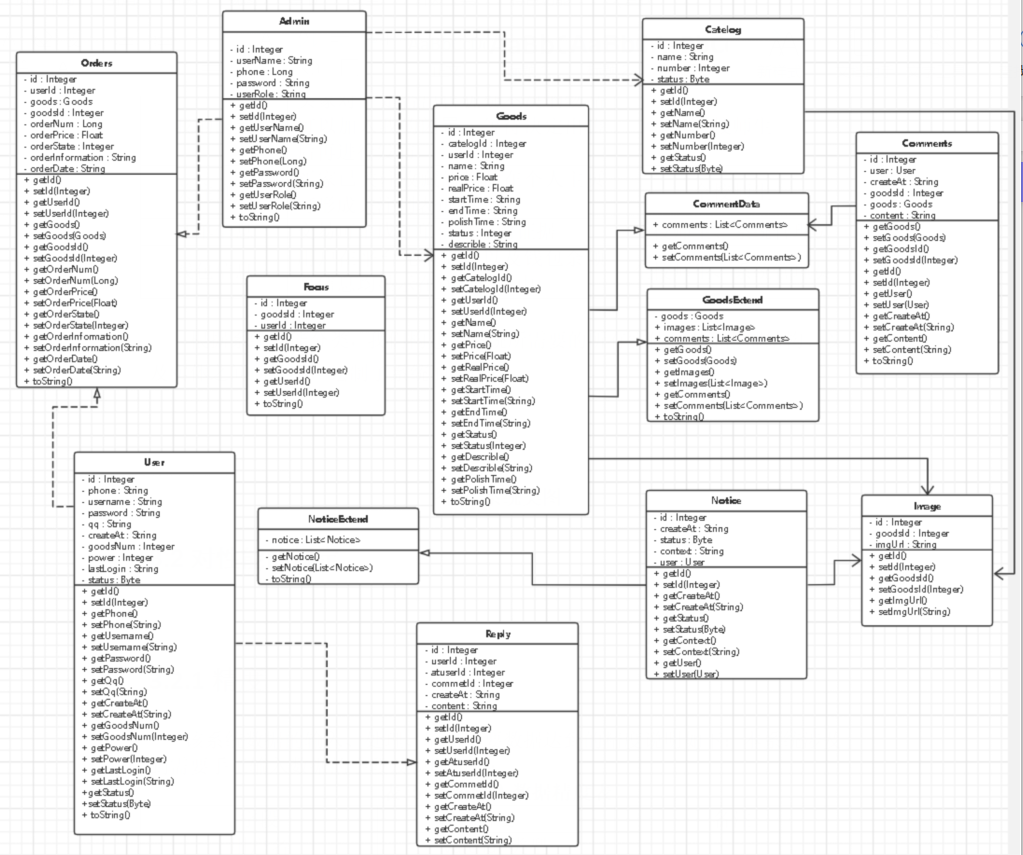 Admin
- id : Integer
- userName : String
- phone : Long
- password : String
- userRole : String
+ getId()
+ setId(Integer)
+ getUserName()
+ setUserName(String)
+ getPhone()
+ setPhone(Long)
+ getPassword()
+ setPassword(String)
+ getUserRole()
+ setUserRole(String)
+ toString()
Catelog
- id : Integer
- name : String
- number : Integer
- status : Byte
+ getId()
+ setId(Integer)
+ getName()
+ setName(String)
+ getNumber()
+ setNumber(Integer)
+ getStatus()
+ setStatus(Byte)
Orders
- id : Integer
- userId : Integer
- goods : Goods
- goodsId : Integer
- orderNum : Long
- orderPrice : Float
- orderState : Integer
- orderInformation : String
- orderDate : String
+ getId()
+ setId(Integer)
+ getUserId()
+ setUserId(Integer)
+ getGoods()
+ setGoods(Goods)
+ getGoodsId()
+ setGoodsId(Integer)
+ getOrderNum()
+ setOrderNum(Long)
+ getOrderPrice()
+ setOrderPrice(Float)
+ getOrderState()
+ setOrderState(Integer)
+ getOrderInformation()
+ setOrderInformation(String)
+ getOrderDate()
+ setOrderDate(String)
+ toString()
Goods
- id : Integer
- catelogId : Integer
- userId : Integer
- name : String
- price : Float
- realPrice : Float
- startTime : String
- endTime : String
- polishTime : String
- status : Integer
- describle : String
+ getId()
+ setId(Integer)
+ getCatelogId()
+ setCatelogId(Integer)
+ getUserId()
+ setUserId(Integer)
+ getName()
+ setName(String)
+ getPrice()
+ setPrice(Float)
+ getRealPrice()
+ setRealPrice(Float)
+ getStartTime()
+ setStartTime(String)
+ getEndTime()
+ setEndTime(String)
+ getStatus()
+ setStatus(Integer)
+ getDescrible()
+ setDescrible(String)
+ getPolishTime()
+ setPolishTime(String)
+ toString()
Comments
- id : Integer
- user : User
- createAt : String
- goodsId : Integer
- goods : Goods
- content : String
+ getGoods()
+ setGoods(Goods)
+ getGoodsId()
+ setGoodsId(Integer)
+ getId()
+ setId(Integer)
+ getUser()
+ setUser(User)
+ getCreateAt()
+ setCreateAt(String)
+ getContent()
+ setContent(String)
+ toString()
CommentData
+ comments : List<Comments>
+ getComments()
+ setComments(List<Comments>)
Focus
- id : Integer
- goodsId : Integer
- userId : Integer
+ getId()
+ setId(Integer)
+ getGoodsId()
+ setGoodsId(Integer)
+ getUserId()
+ setUserId(Integer)
+ toString()
GoodsExtend
- goods : Goods
+ images : List<Image>
+ comments : List<Comments>
+ getGoods()
+ setGoods(Goods)
+ getImages()
+ setImages(List<Image>)
+ getComments()
+ setComments(List<Comments>)
+ toString()
User
- id : Integer
- phone : String
- username : String
- password : String
- qq : String
- createAt : String
- goodsNum : Integer
- power : Integer
- lastLogin : String
- status : Byte
+ getId()
+ setId(Integer)
+ getPhone()
+ setPhone(String)
+ getUsername()
+ setUsername(String)
+ getPassword()
+ setPassword(String)
+ getQq()
+ setQq(String)
+ getCreateAt()
+ setCreateAt(String)
+ getGoodsNum()
+ setGoodsNum(Integer)
+ getPower()
+ setPower(Integer)
+ getLastLogin()
+ setLastLogin(String)
+getStatus()
+setStatus(Byte)
+ toString()
NoticeExtend
- notice : List<Notice>
- getNotice()
- setNotice(List<Notice>)
- toString()
Notice
- id : Integer
- createAt : String
- status : Byte
- context : String
- user : User
+ getId()
+ setId(Integer)
+ getCreateAt()
+ setCreateAt(String)
+ getStatus()
+ setStatus(Byte)
+ getContext()
+ setContext(String)
+ getUser()
+ setUser(User)
Image
- id : Integer
- goodsId : Integer
- imgUrl : String
+ getId()
+ setId(Integer)
+ getGoodsId()
+ setGoodsId(Integer)
+ getImgUrl()
+ setImgUrl(String)
Reply
- id : Integer
- userId : Integer
- atuserId : Integer
- commetId : Integer
- createAt : String
- content : String
+ getId()
+ setId(Integer)
+ getUserId()
+ setUserId(Integer)
+ getAtuserId()
+ setAtuserId(Integer)
+ getCommetId()
+ setCommetId(Integer)
+ getCreateAt()
+ setCreateAt(String)
+ getContent()
+ setContent(String)